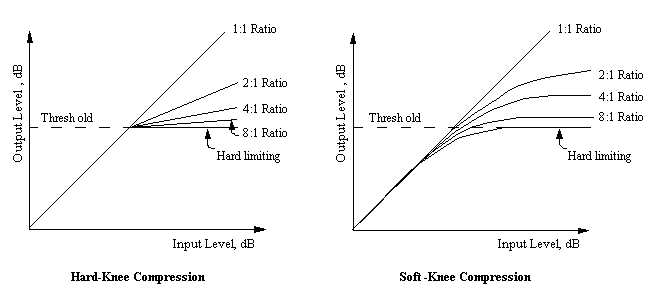 1:1 Ratio
2:1 Ratio
4:1 Ratio
8:1 Ratio
Thresh old
Hard limiting
Output Level , dB
Input Level, dB
Hard-Knee Compression
1:1 Ratio
2:1 Ratio
4:1 Ratio
8:1 Ratio
Thresh old
Hard limiting
Output Level , dB
Input Level, dB
Soft -Knee Compression